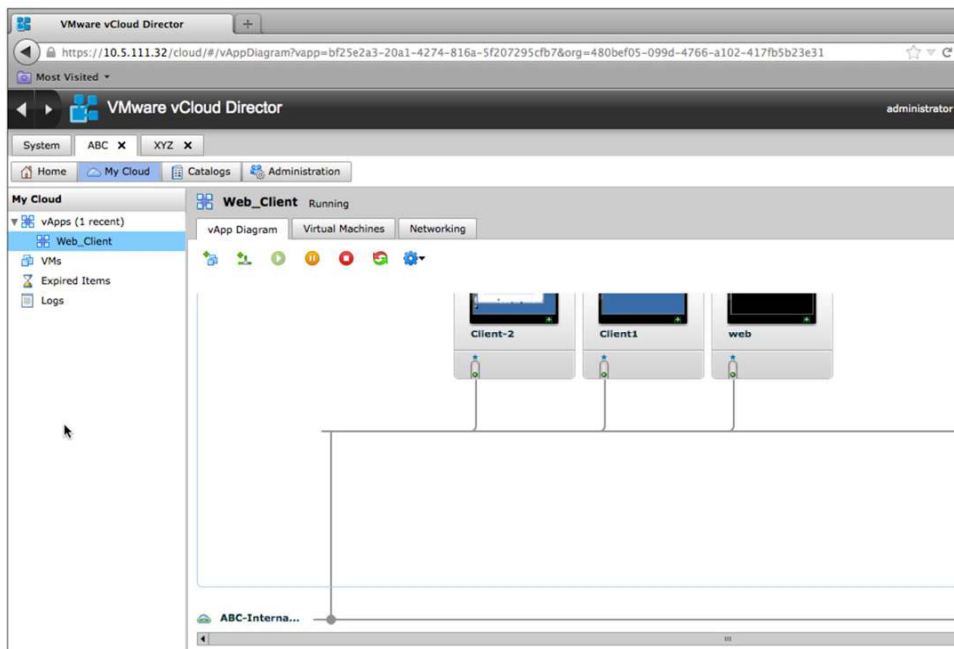 VMware vCloud Director
https://10.5.111.32/cloud/#/vAppDiagram?vapp=bf25e2a3-20a1-4274-816a-5f207295cfb7&org=480bef05-099d-4766-a102-417fb5b23e31
Most Visited
VMware vCloud Director administrator
System ABC X XYZ X
Home My Cloud Catalogs Administration
My Cloud
vApps (1 recent)
Web_Client
VMs
Expired Items
Logs
Web_Client Running
vApp Diagram Virtual Machines Networking
Client-2 Client1 web
ABC-Interna...